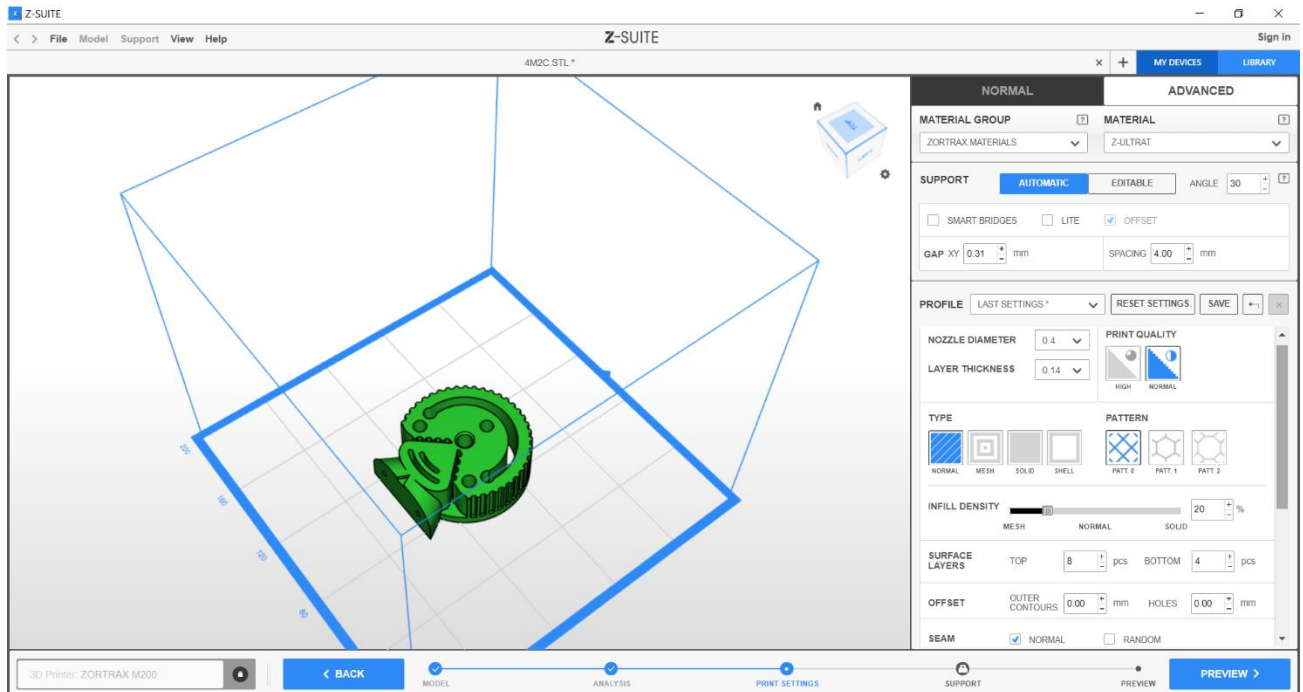 Z-SUITE
File Model Support View Help
Z-SUITE
Sign in
4M2C.STL *
MY DEVICES
LIBRARY
TOP
200
160
120
80
NORMAL
ADVANCED
MATERIAL GROUP
MATERIAL
ZORTRAX MATERIALS
Z-ULTRAT
SUPPORT
AUTOMATIC
EDITABLE
ANGLE 30
SMART BRIDGES
LITE
OFFSET
GAP XY 0.31 mm
SPACING 4.00 mm
PROFILE LAST SETTINGS *
RESET SETTINGS
SAVE
NOZZLE DIAMETER 0.4
PRINT QUALITY
LAYER THICKNESS 0.14
HIGH NORMAL
TYPE
PATTERN
NORMAL MESH SOLID SHELL
PATT. 0 PATT. 1 PATT. 2
INFILL DENSITY 20 %
MESH NORMAL SOLID
SURFACE LAYERS
TOP 8 pcs BOTTOM 4 pcs
OFFSET
OUTER CONTOURS 0.00 mm HOLES 0.00 mm
SEAM NORMAL RANDOM
3D Printer: ZORTRAX M200
< BACK
MODEL
ANALYSIS
PRINT SETTINGS
SUPPORT
PREVIEW
PREVIEW >